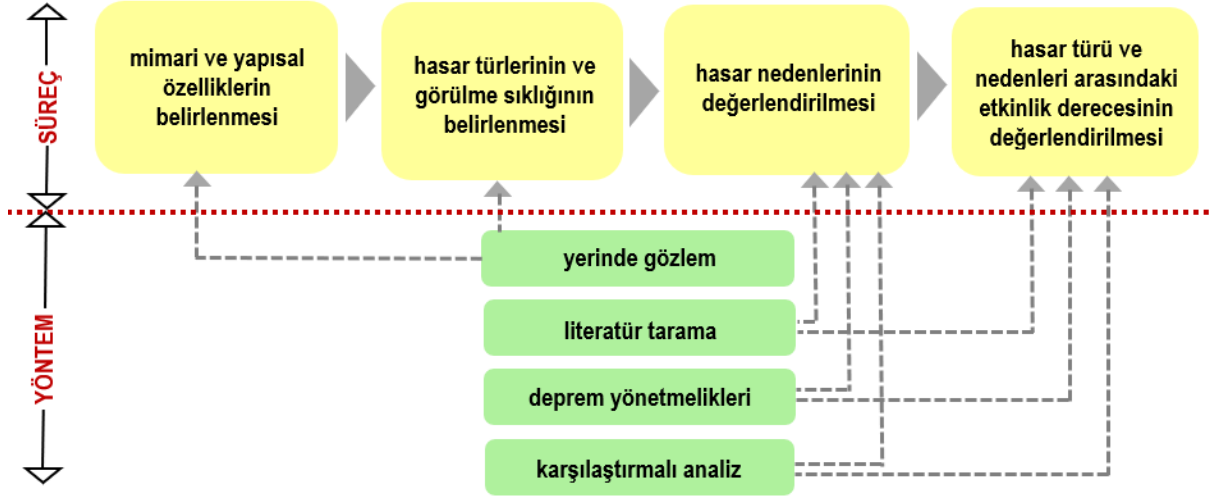 SÜREÇ
mimari ve yapısal
özelliklerin
belirlenmesi
hasar türlerinin ve
görülme sıklığının
belirlenmesi
hasar nedenlerinin
değerlendirilmesi
hasar türü ve
nedenleri arasındaki
etkinlik derecesinin
değerlendirilmesi
YÖNTEM
yerinde gözlem
literatür tarama
deprem yönetmelikleri
karşılaştırmalı analiz